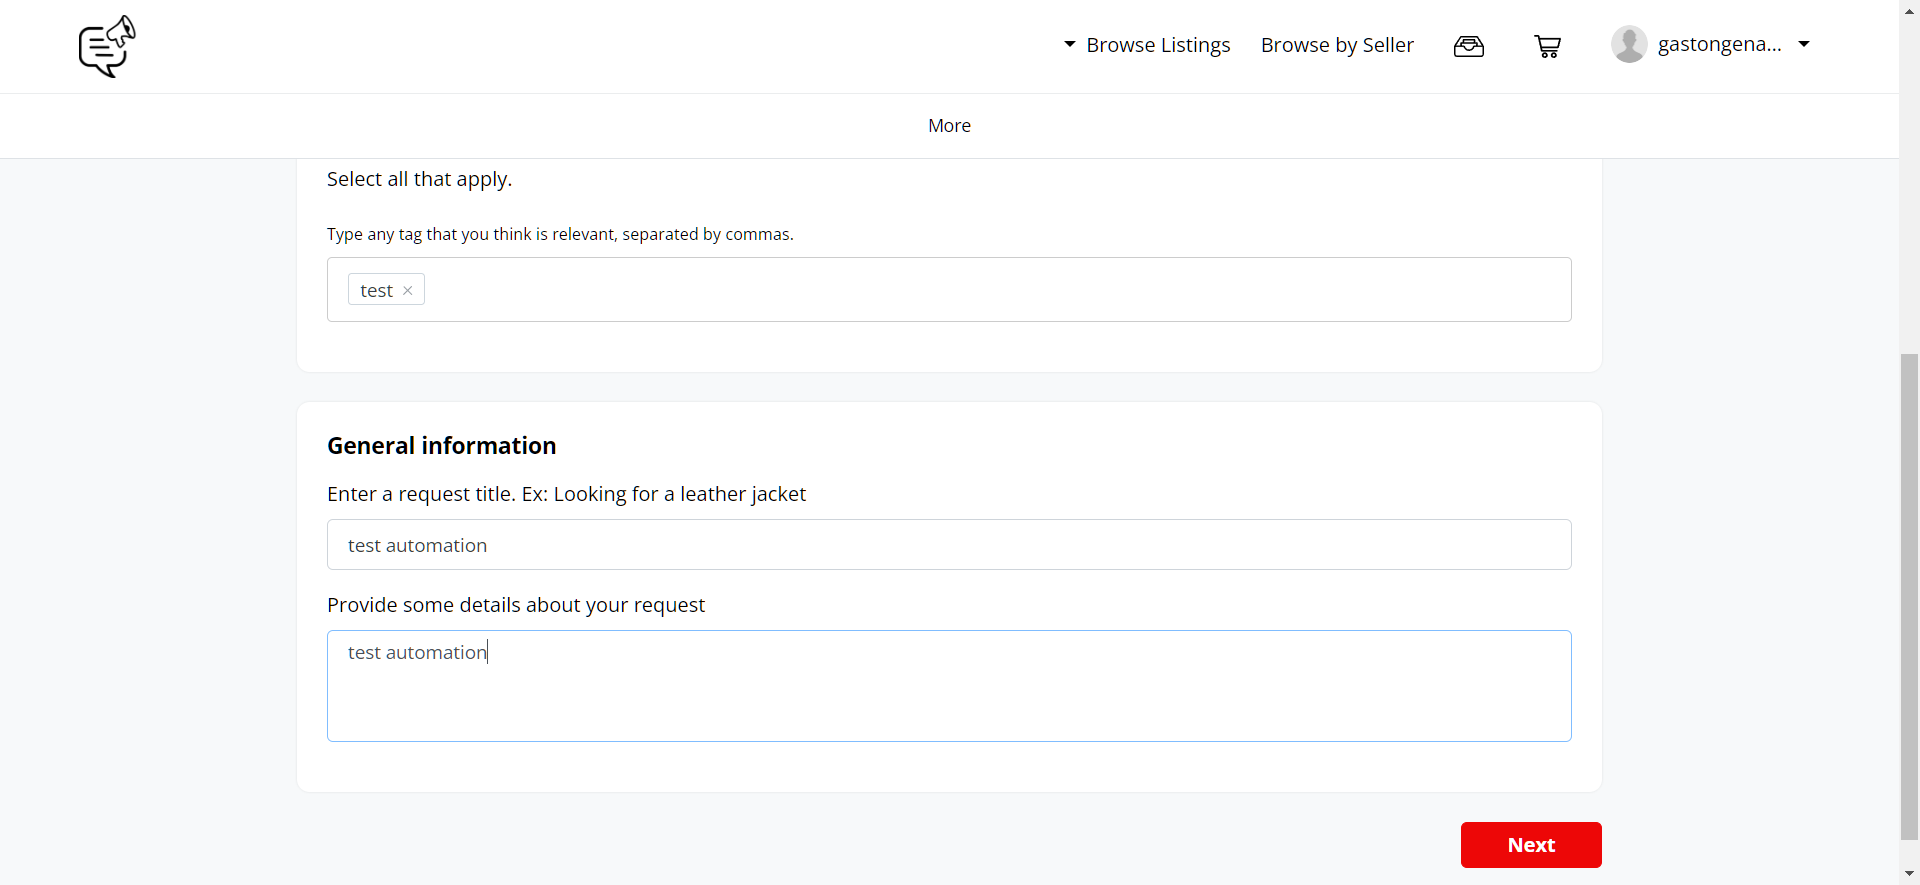 Browse Listings Browse by Seller gastongena...
More
Select all that apply.
Type any tag that you think is relevant, separated by commas.
test ×
General information
Enter a request title. Ex: Looking for a leather jacket
test automation
Provide some details about your request
test automation
Next